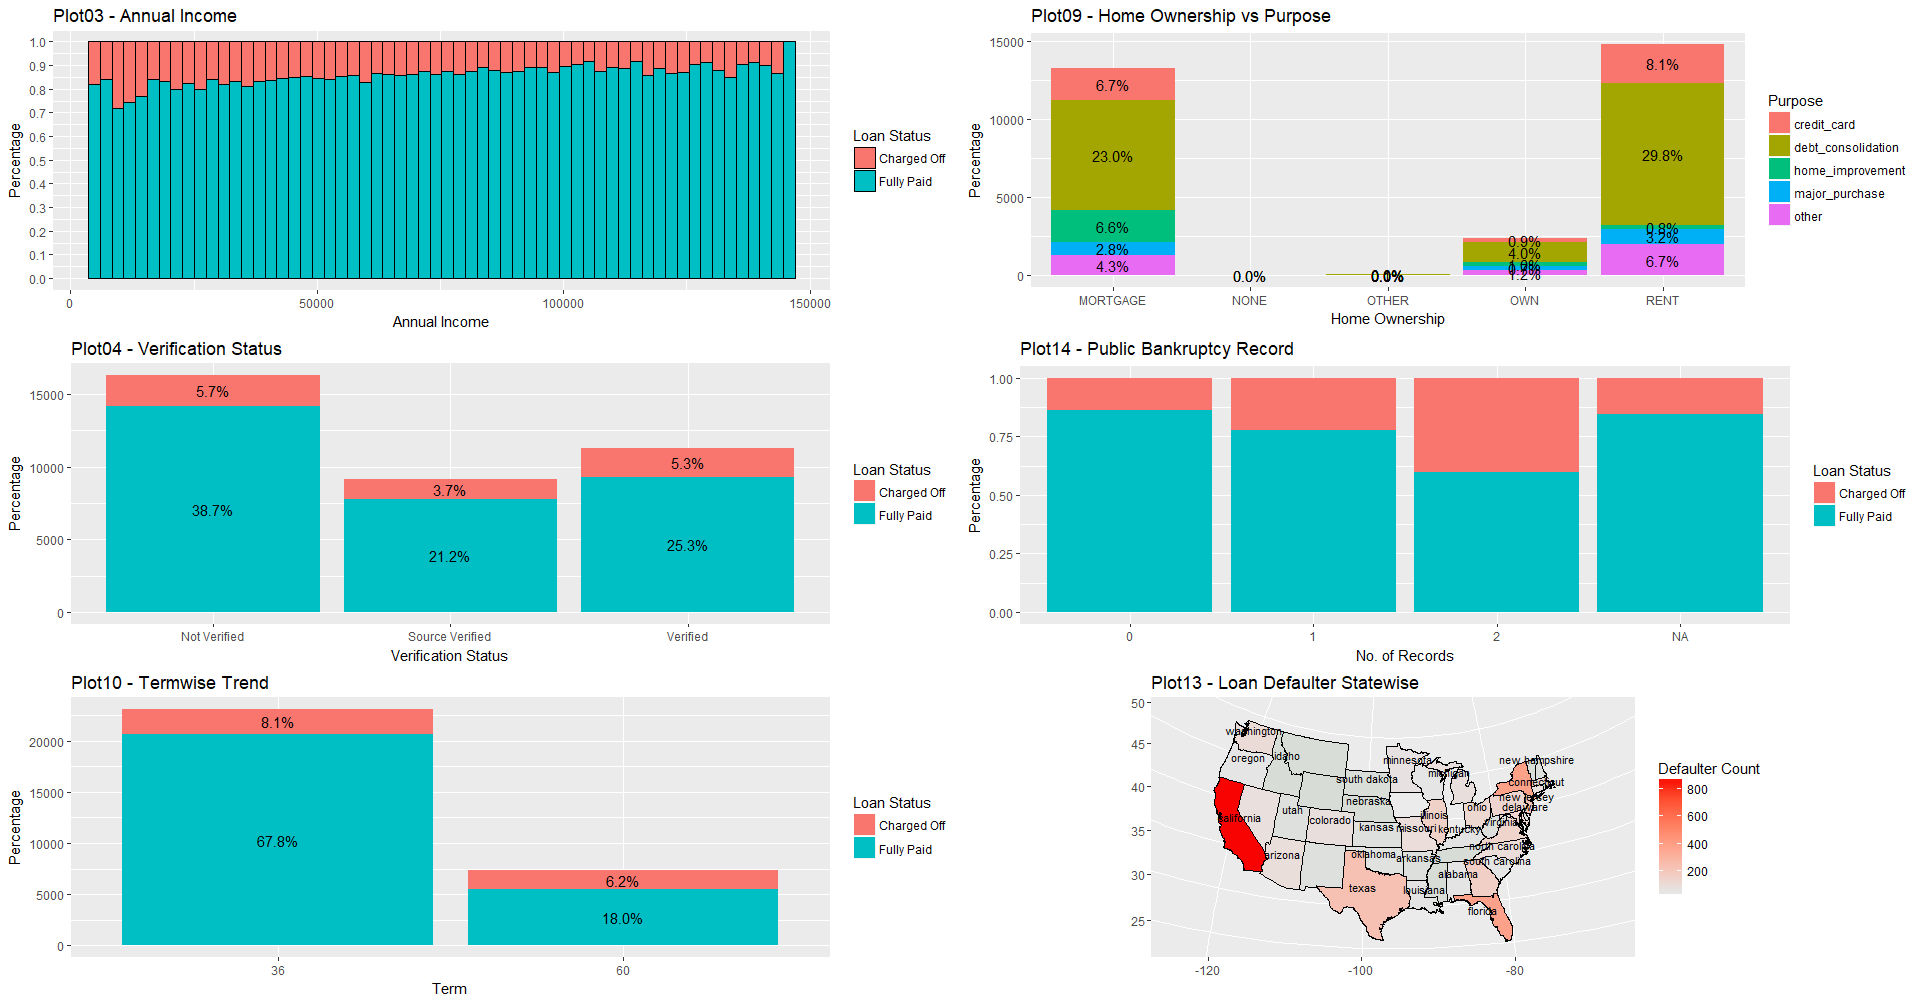 Plot03 - Annual Income
1.0
0.9
0.8
0.7
0.6
0.5
0.4
0.3
0.2
0.1
0.0
Percentage
0
50000
100000
150000
Annual Income
Loan Status
Charged Off
Fully Paid
Plot09 - Home Ownership vs Purpose
15000
10000
5000
0
Percentage
6.7%
23.0%
6.6%
2.8%
4.3%
0.0%
0.0%
0.9%
4.0%
1.2%
8.1%
29.8%
0.8%
3.2%
6.7%
MORTGAGE
NONE
OTHER
OWN
RENT
Home Ownership
Purpose
credit_card
debt_consolidation
home_improvement
major_purchase
other
Plot04 - Verification Status
15000
10000
5000
0
Percentage
5.7%
38.7%
3.7%
21.2%
5.3%
25.3%
Not Verified
Source Verified
Verified
Verification Status
Loan Status
Charged Off
Fully Paid
Plot14 - Public Bankruptcy Record
1.00
0.75
0.50
0.25
0.00
Percentage
0
1
2
NA
No. of Records
Loan Status
Charged Off
Fully Paid
Plot10 - Termwise Trend
20000
15000
10000
5000
0
Percentage
8.1%
67.8%
6.2%
18.0%
36
60
Term
Loan Status
Charged Off
Fully Paid
Plot13 - Loan Defaulter Statewise
50
45
40
35
30
25
washington
oregon
idaho
minnesota
michigan
new hampshire
south dakota
connecticut
nebraska
new jersey
utah
ohio
delaware
california
colorado
illinois
virginia
kansas
missouri
kentucky
arizona
oklahoma
arkansas
north carolina
south carolina
texas
louisiana
alabama
florida
-120
-100
-80
Defaulter Count
800
600
400
200